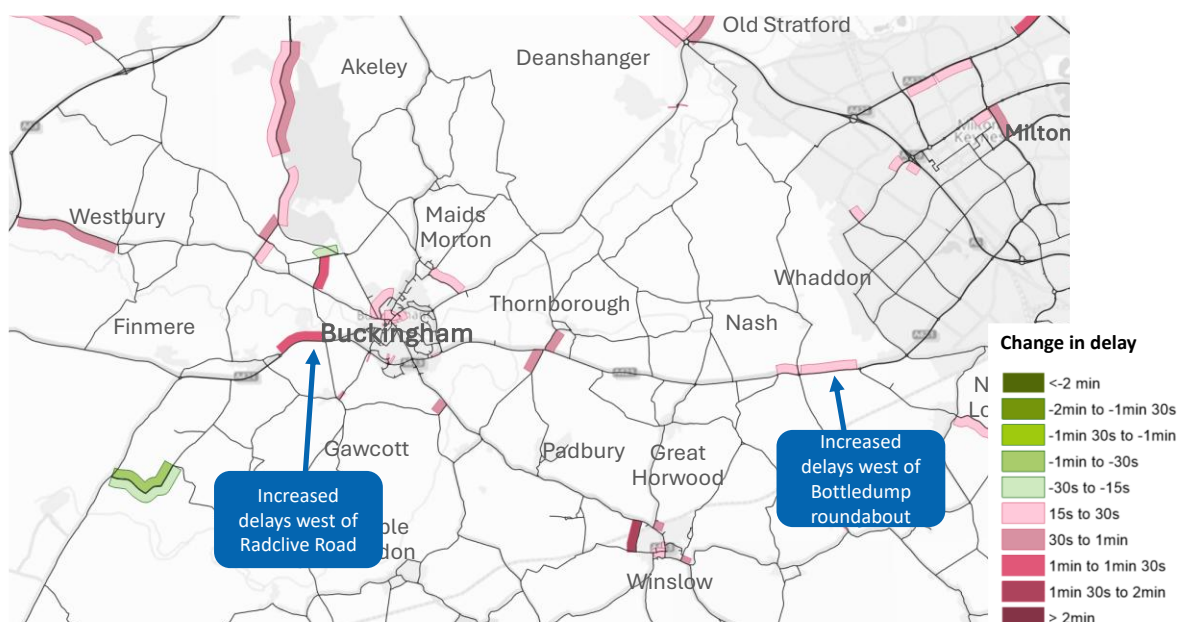 Old Stratford
Deanshanger
Akeley
Milton
Keynes
Milton
Westbury
Maids
Morton
Whaddon
Thornborough
Finmere
Buckingham
Nash
Change in delay
<-2 min
-2min to -1min 30s
-1min 30s to -1min
-1min to -30s
-30s to -15s
15s to 30s
30s to 1min
1min to 1min 30s
1min 30s to 2min
> 2min
Gawcott
Padbury
Great
Horwood
Increased
delays west of
Bottledump
roundabout
Increased
delays west of
Radclive Road
Winslow